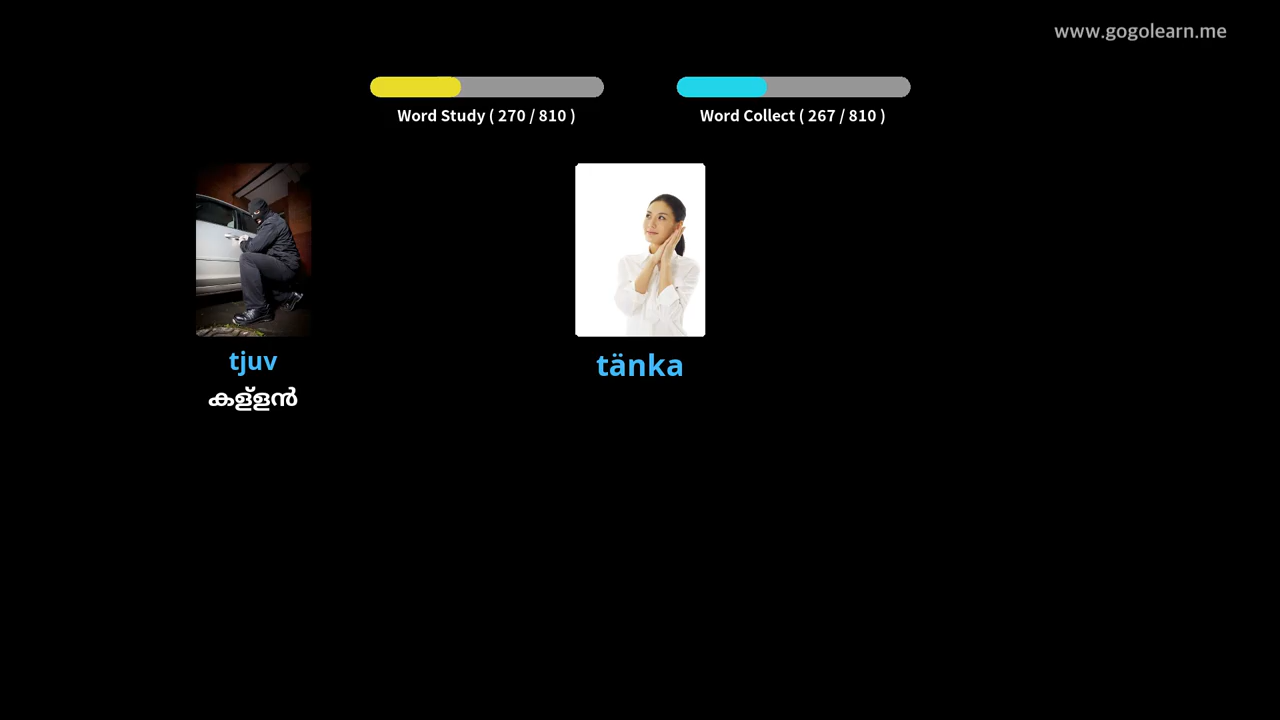 www.gogolearn.me
Word Study ( 270 / 810 )
Word Collect ( 267 / 810 )
tjuv
കള്ളൻ
tänka